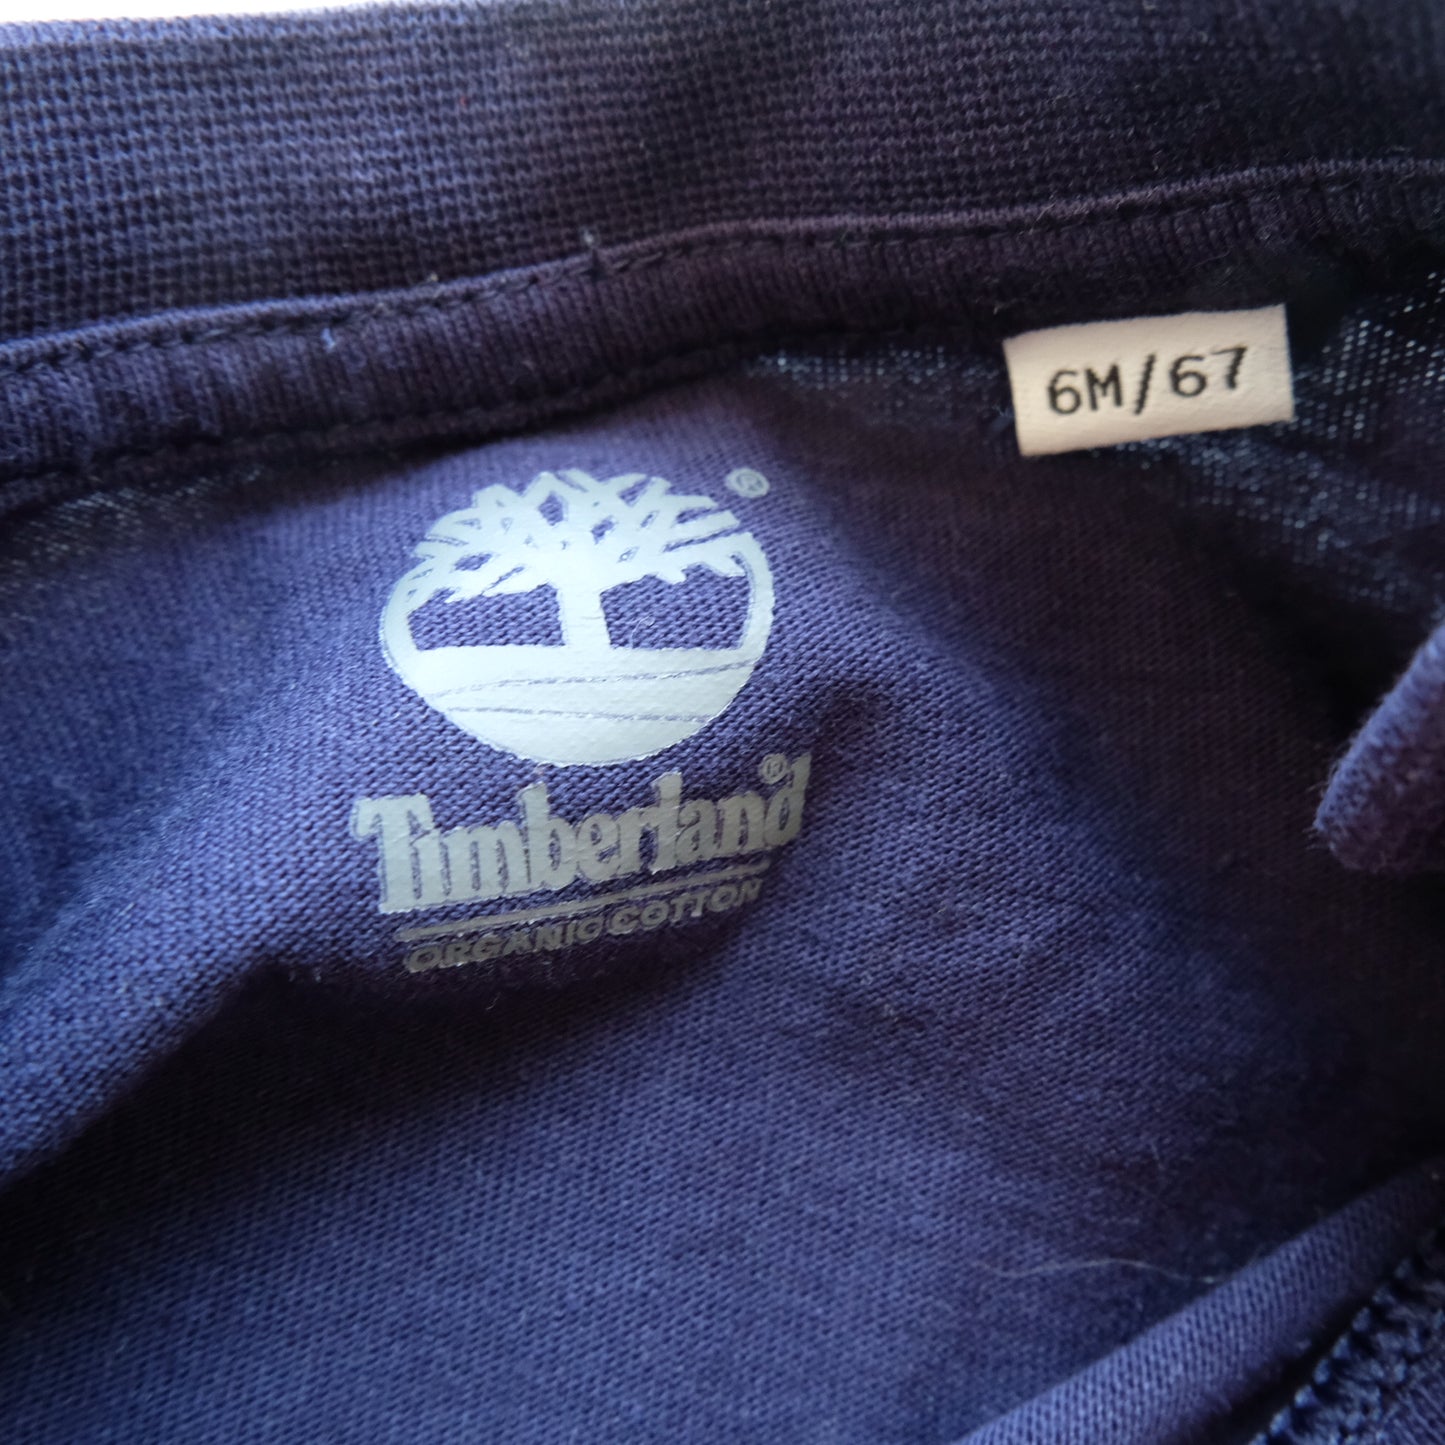 6M/67
®
Timberland®
ORGANIC COTTON